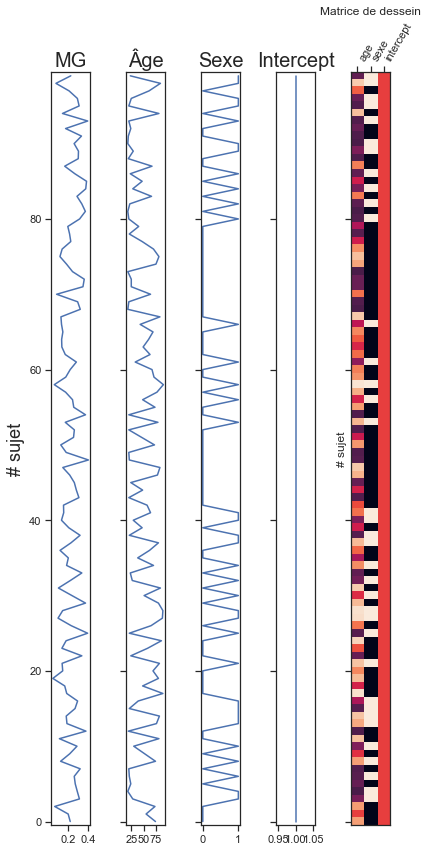 Matrice de dessein
MG Âge Sexe Intercept
age sexe intercept
80
60
40
20
0
# sujet
# sujet
0.2 0.4 25 50 75 0 1 0.95 1.00 1.05